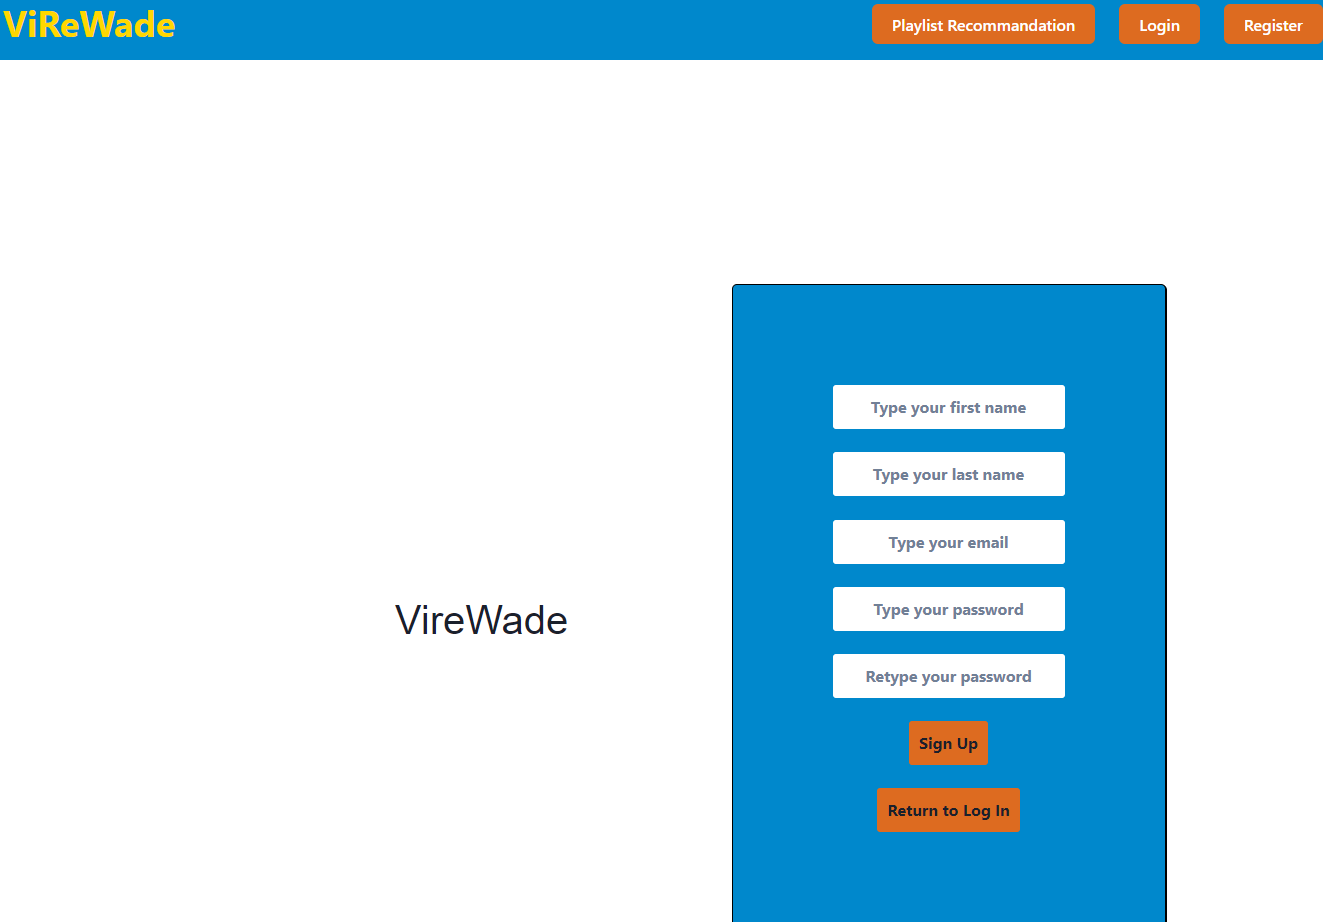 ViReWade
Playlist Recommandation
Login
Register
Type your first name
Type your last name
Type your email
Type your password
VireWade
Retype your password
Sign Up
Return to Log In